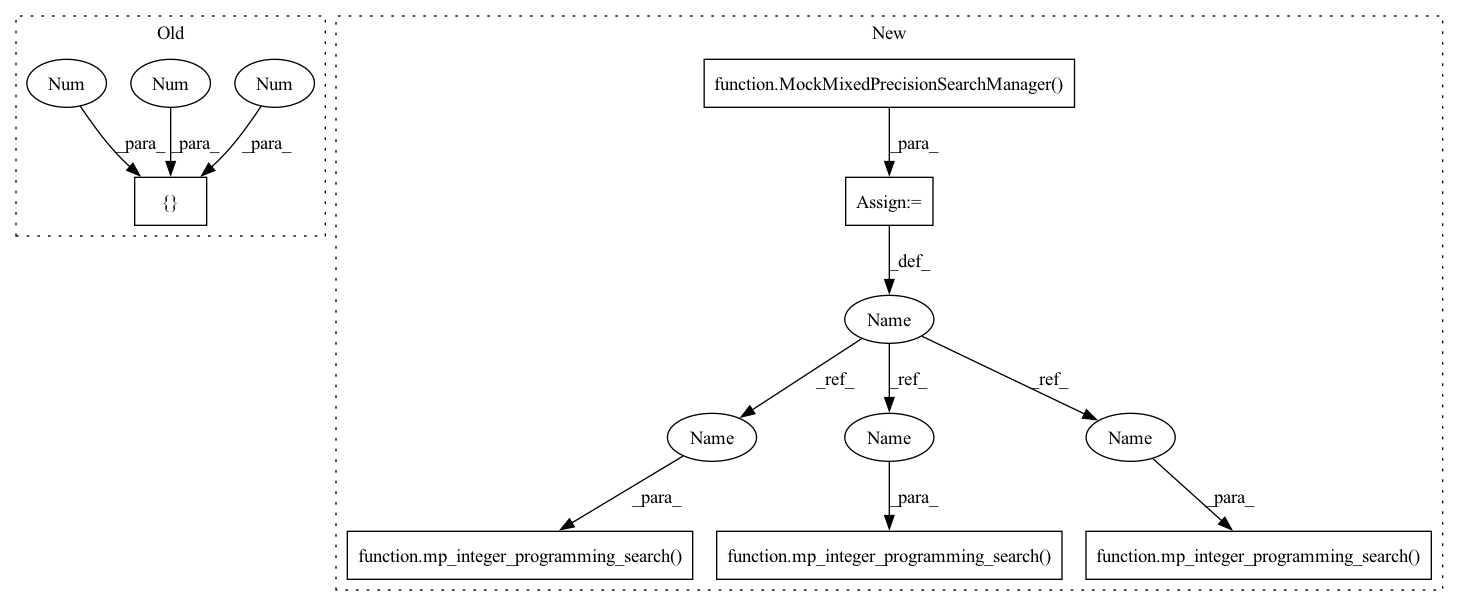 Old
Num
Num
Num
_para_
_para_
_para_
{}
New
function.MockMixedPrecisionSearchManager()
_para_
Assign:=
_def_
Name
_ref_
_ref_
_ref_
Name
Name
Name
_para_
_para_
_para_
function.mp_integer_programming_search()
function.mp_integer_programming_search()
function.mp_integer_programming_search()